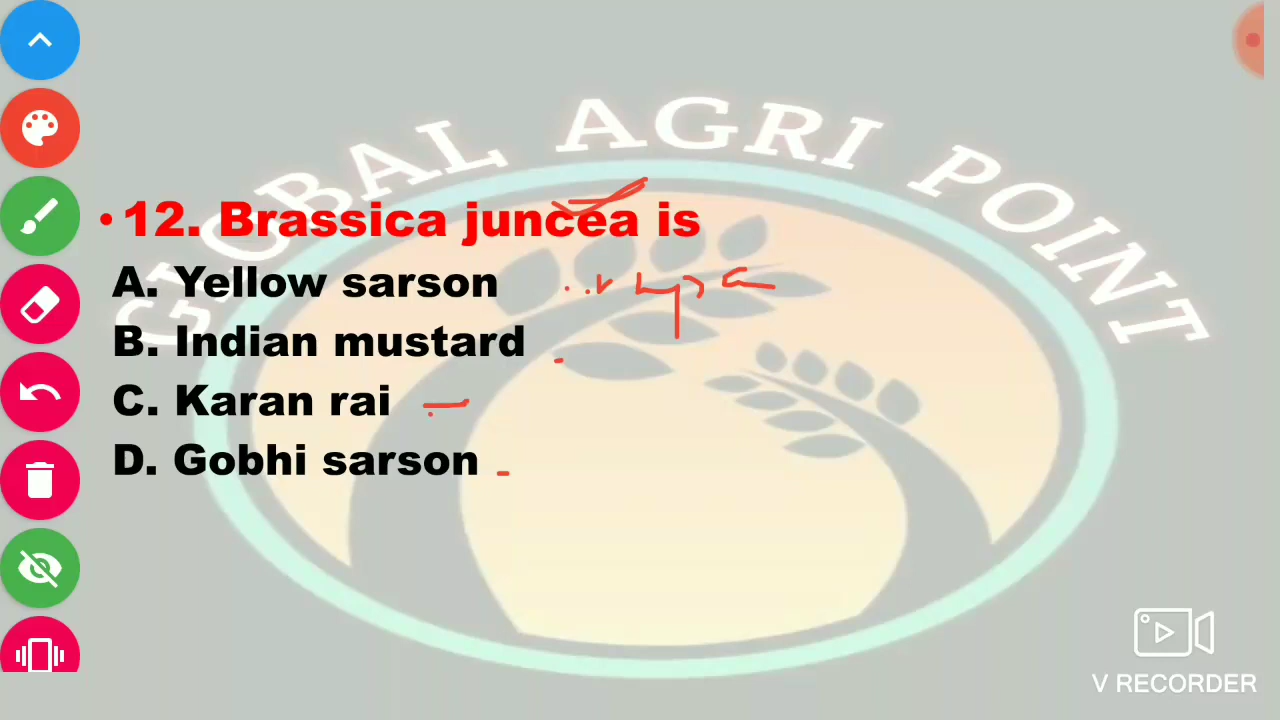 GLOBAL AGRI POINT
• 12. Brassica juncea is
A. Yellow sarson
B. Indian mustard
C. Karan rai
D. Gobhi sarson
V RECORDER